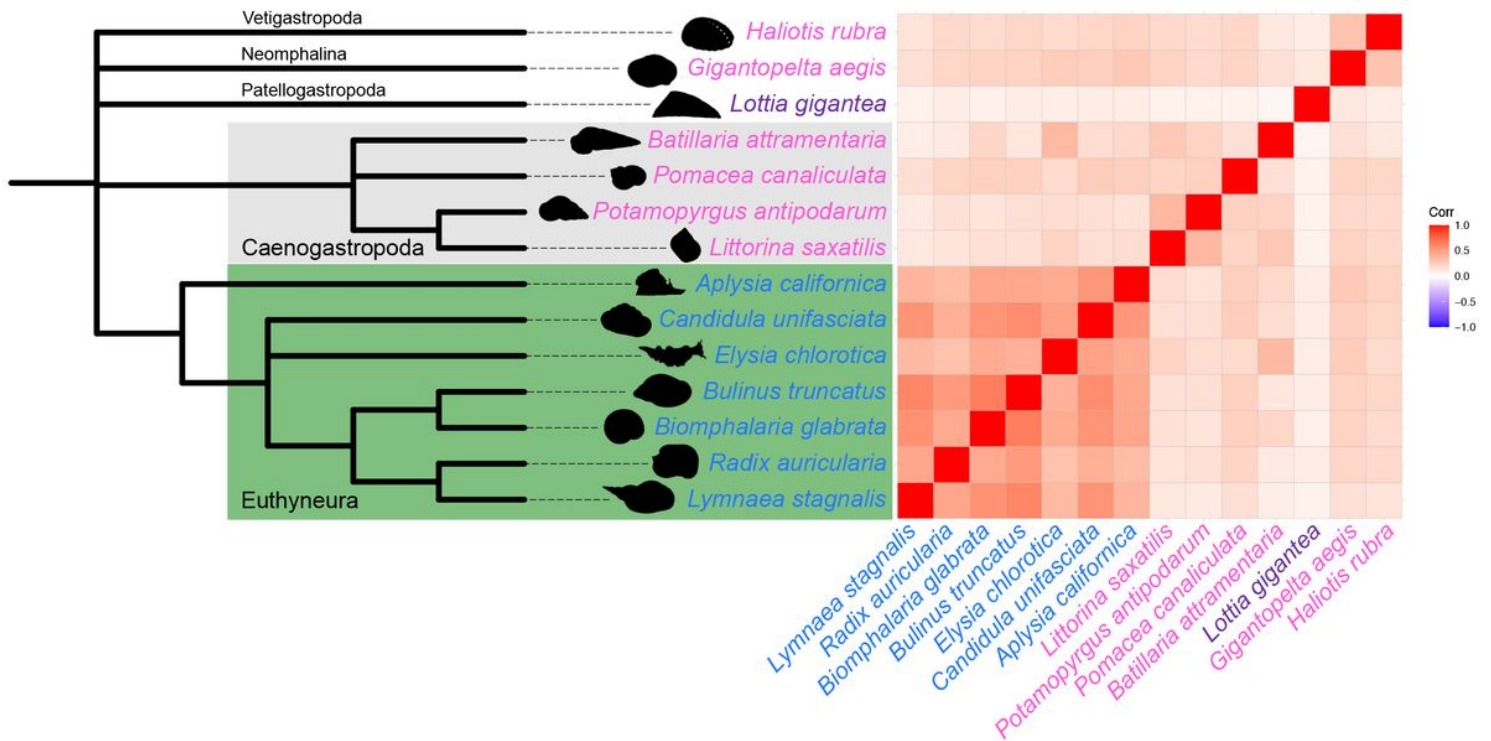 Vetigastropoda
Haliotis rubra
Neomphalina
Gigantopelta aegis
Patellogastropoda
Lottia gigantea
Batillaria attramentaria
Pomacea canaliculata
Potamopyrgus antipodarum
Caenogastropoda
Littorina saxatilis
Aplysia californica
Candidula unifasciata
Elysia chlorotica
Bulinus truncatus
Biomphalaria glabrata
Radix auricularia
Euthyneura
Lymnaea stagnalis
Corr
1.0
0.5
0.0
−0.5
−1.0
Lymnaea stagnalis
Radix auricularia
Biomphalaria glabrata
Bulinus truncatus
Elysia chlorotica
Candidula unifasciata
Aplysia californica
Littorina saxatilis
Potamopyrgus antipodarum
Pomacea canaliculata
Batillaria attramentaria
Lottia gigantea
Gigantopelta aegis
Haliotis rubra